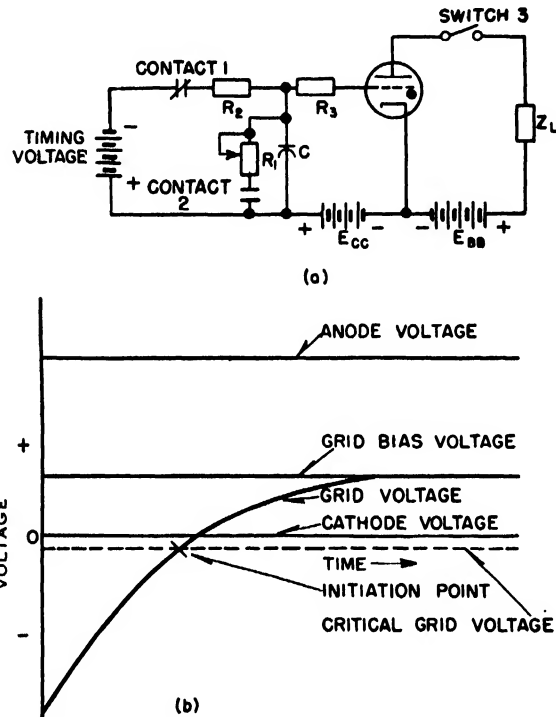 SWITCH 3
CONTACT 1
R2
R3
ZL
TIMING
VOLTAGE
-
+
R1
C
CONTACT
2
+ ECC - - EBB +
(a)
ANODE VOLTAGE
+
GRID BIAS VOLTAGE
GRID VOLTAGE
CATHODE VOLTAGE
0
VOLTAGE
TIME
INITIATION POINT
CRITICAL GRID VOLTAGE
-
(b)